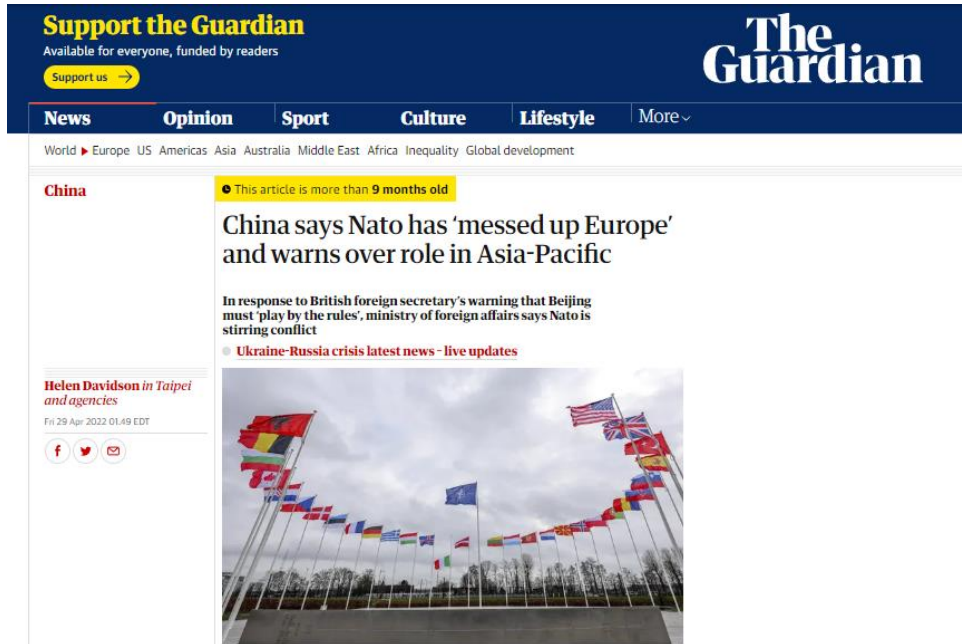 Support the Guardian
Available for everyone, funded by readers
Support us →
The
Guardian
News Opinion Sport Culture Lifestyle More
World ▶ Europe US Americas Asia Australia Middle East Africa Inequality Global development
China
This article is more than 9 months old
China says Nato has ‘messed up Europe’
and warns over role in Asia-Pacific
In response to British foreign secretary’s warning that Beijing
must ‘play by the rules’, ministry of foreign affairs says Nato is
stirring conflict
Ukraine-Russia crisis latest news - live updates
Helen Davidson in Taipei
and agencies
Fri 29 Apr 2022 01.49 EDT